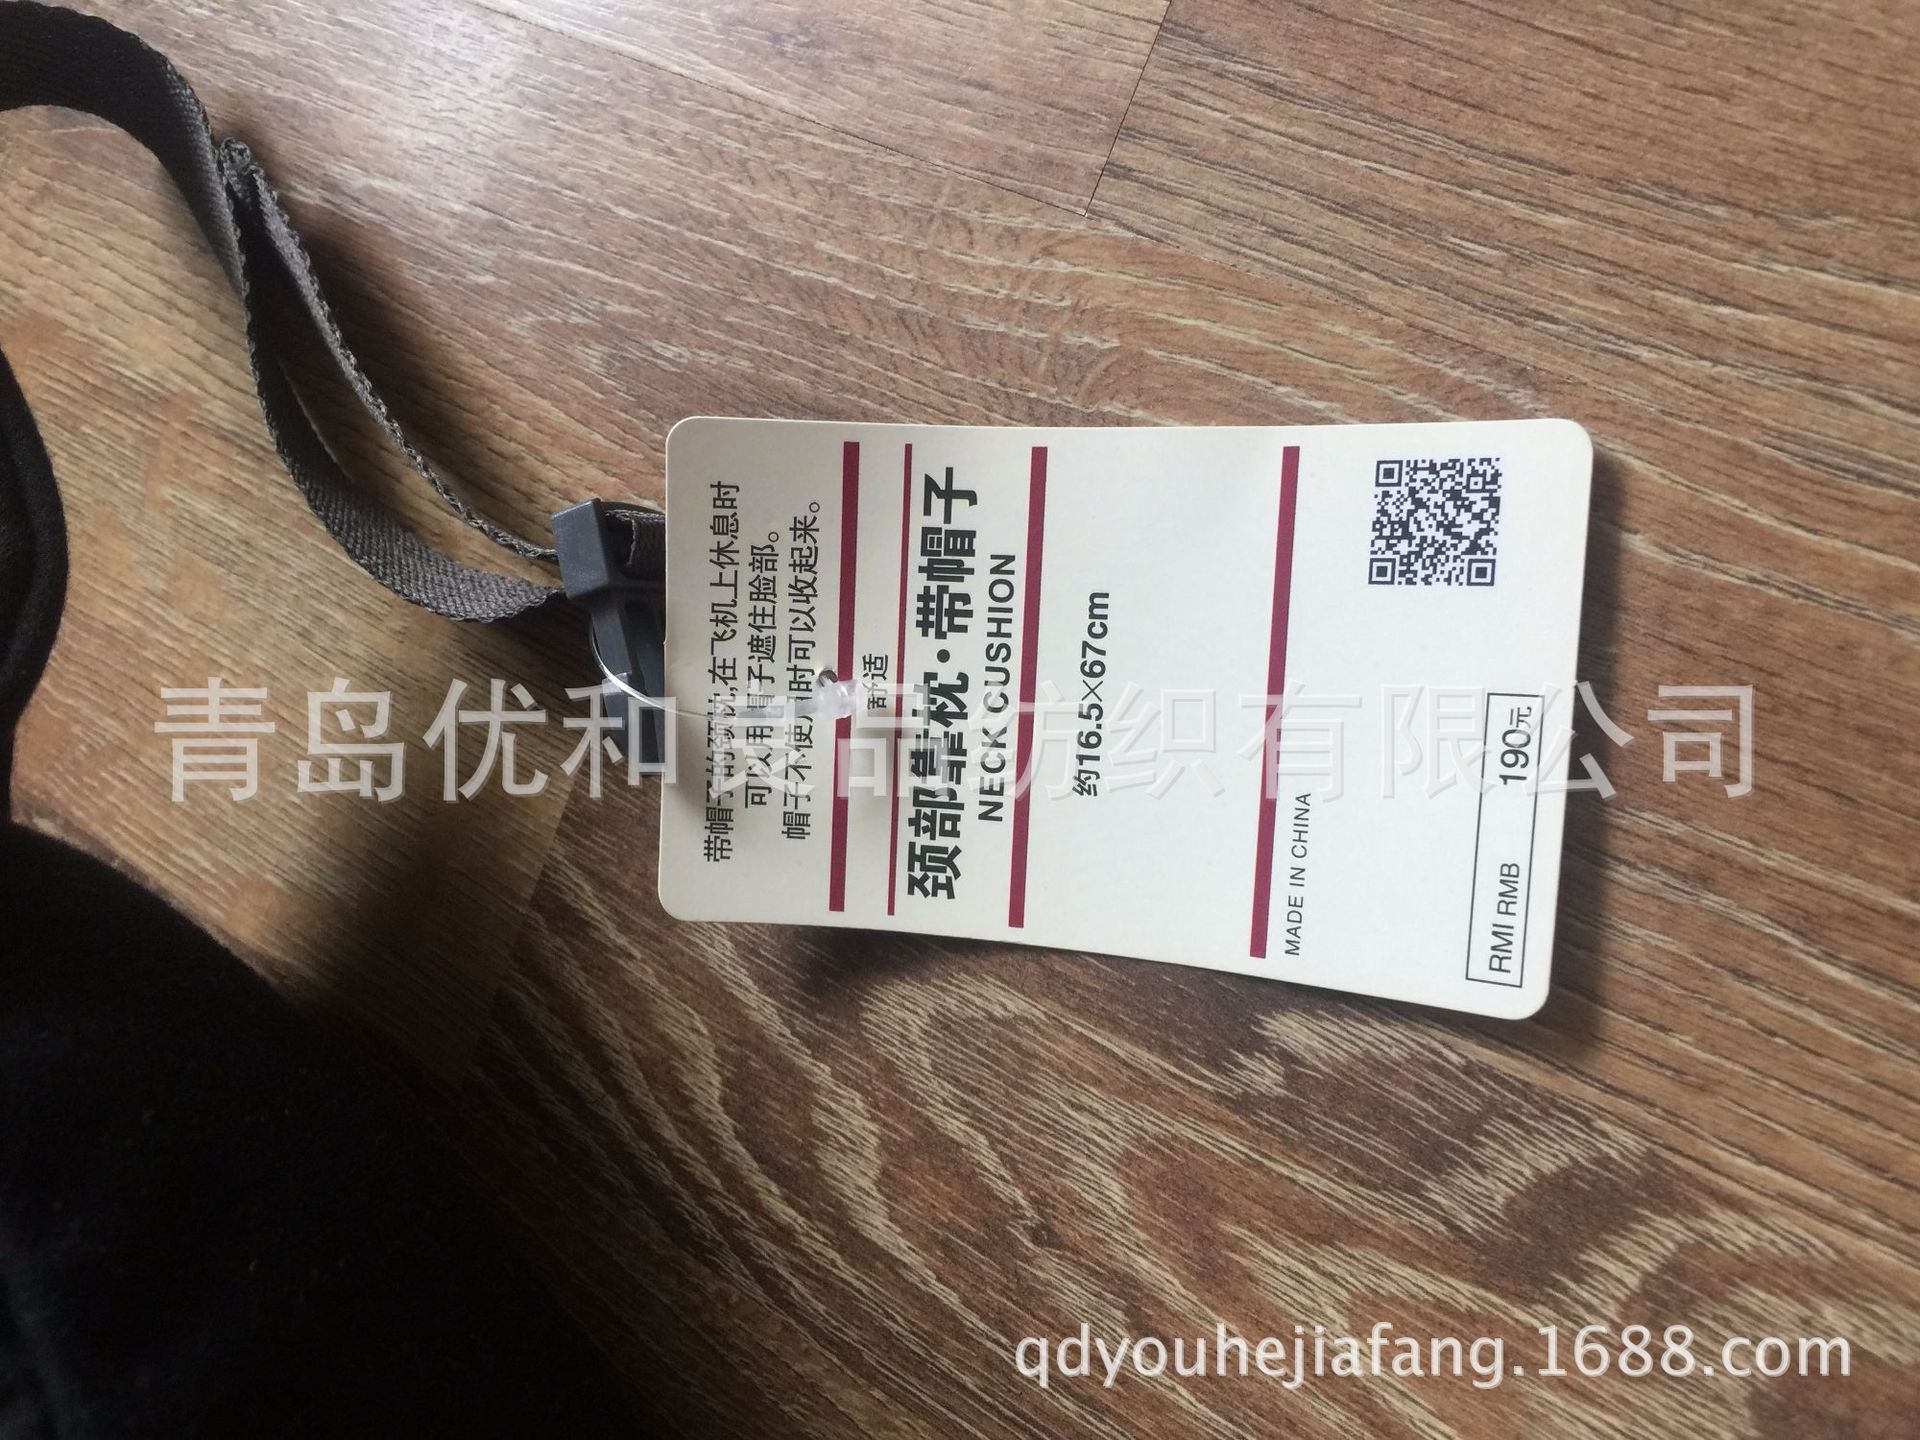 带帽子的颈枕,在飞机上休息时
可以用帽子遮住脸部。
帽子不使用时可以收起来。
舒适
颈部靠枕·带帽子
NECK CUSHION
约16.5×67cm
MADE IN CHINA
RMI RMB 190元
青岛优和良品纺织有限公司
qdyouhejiafang.1688.com